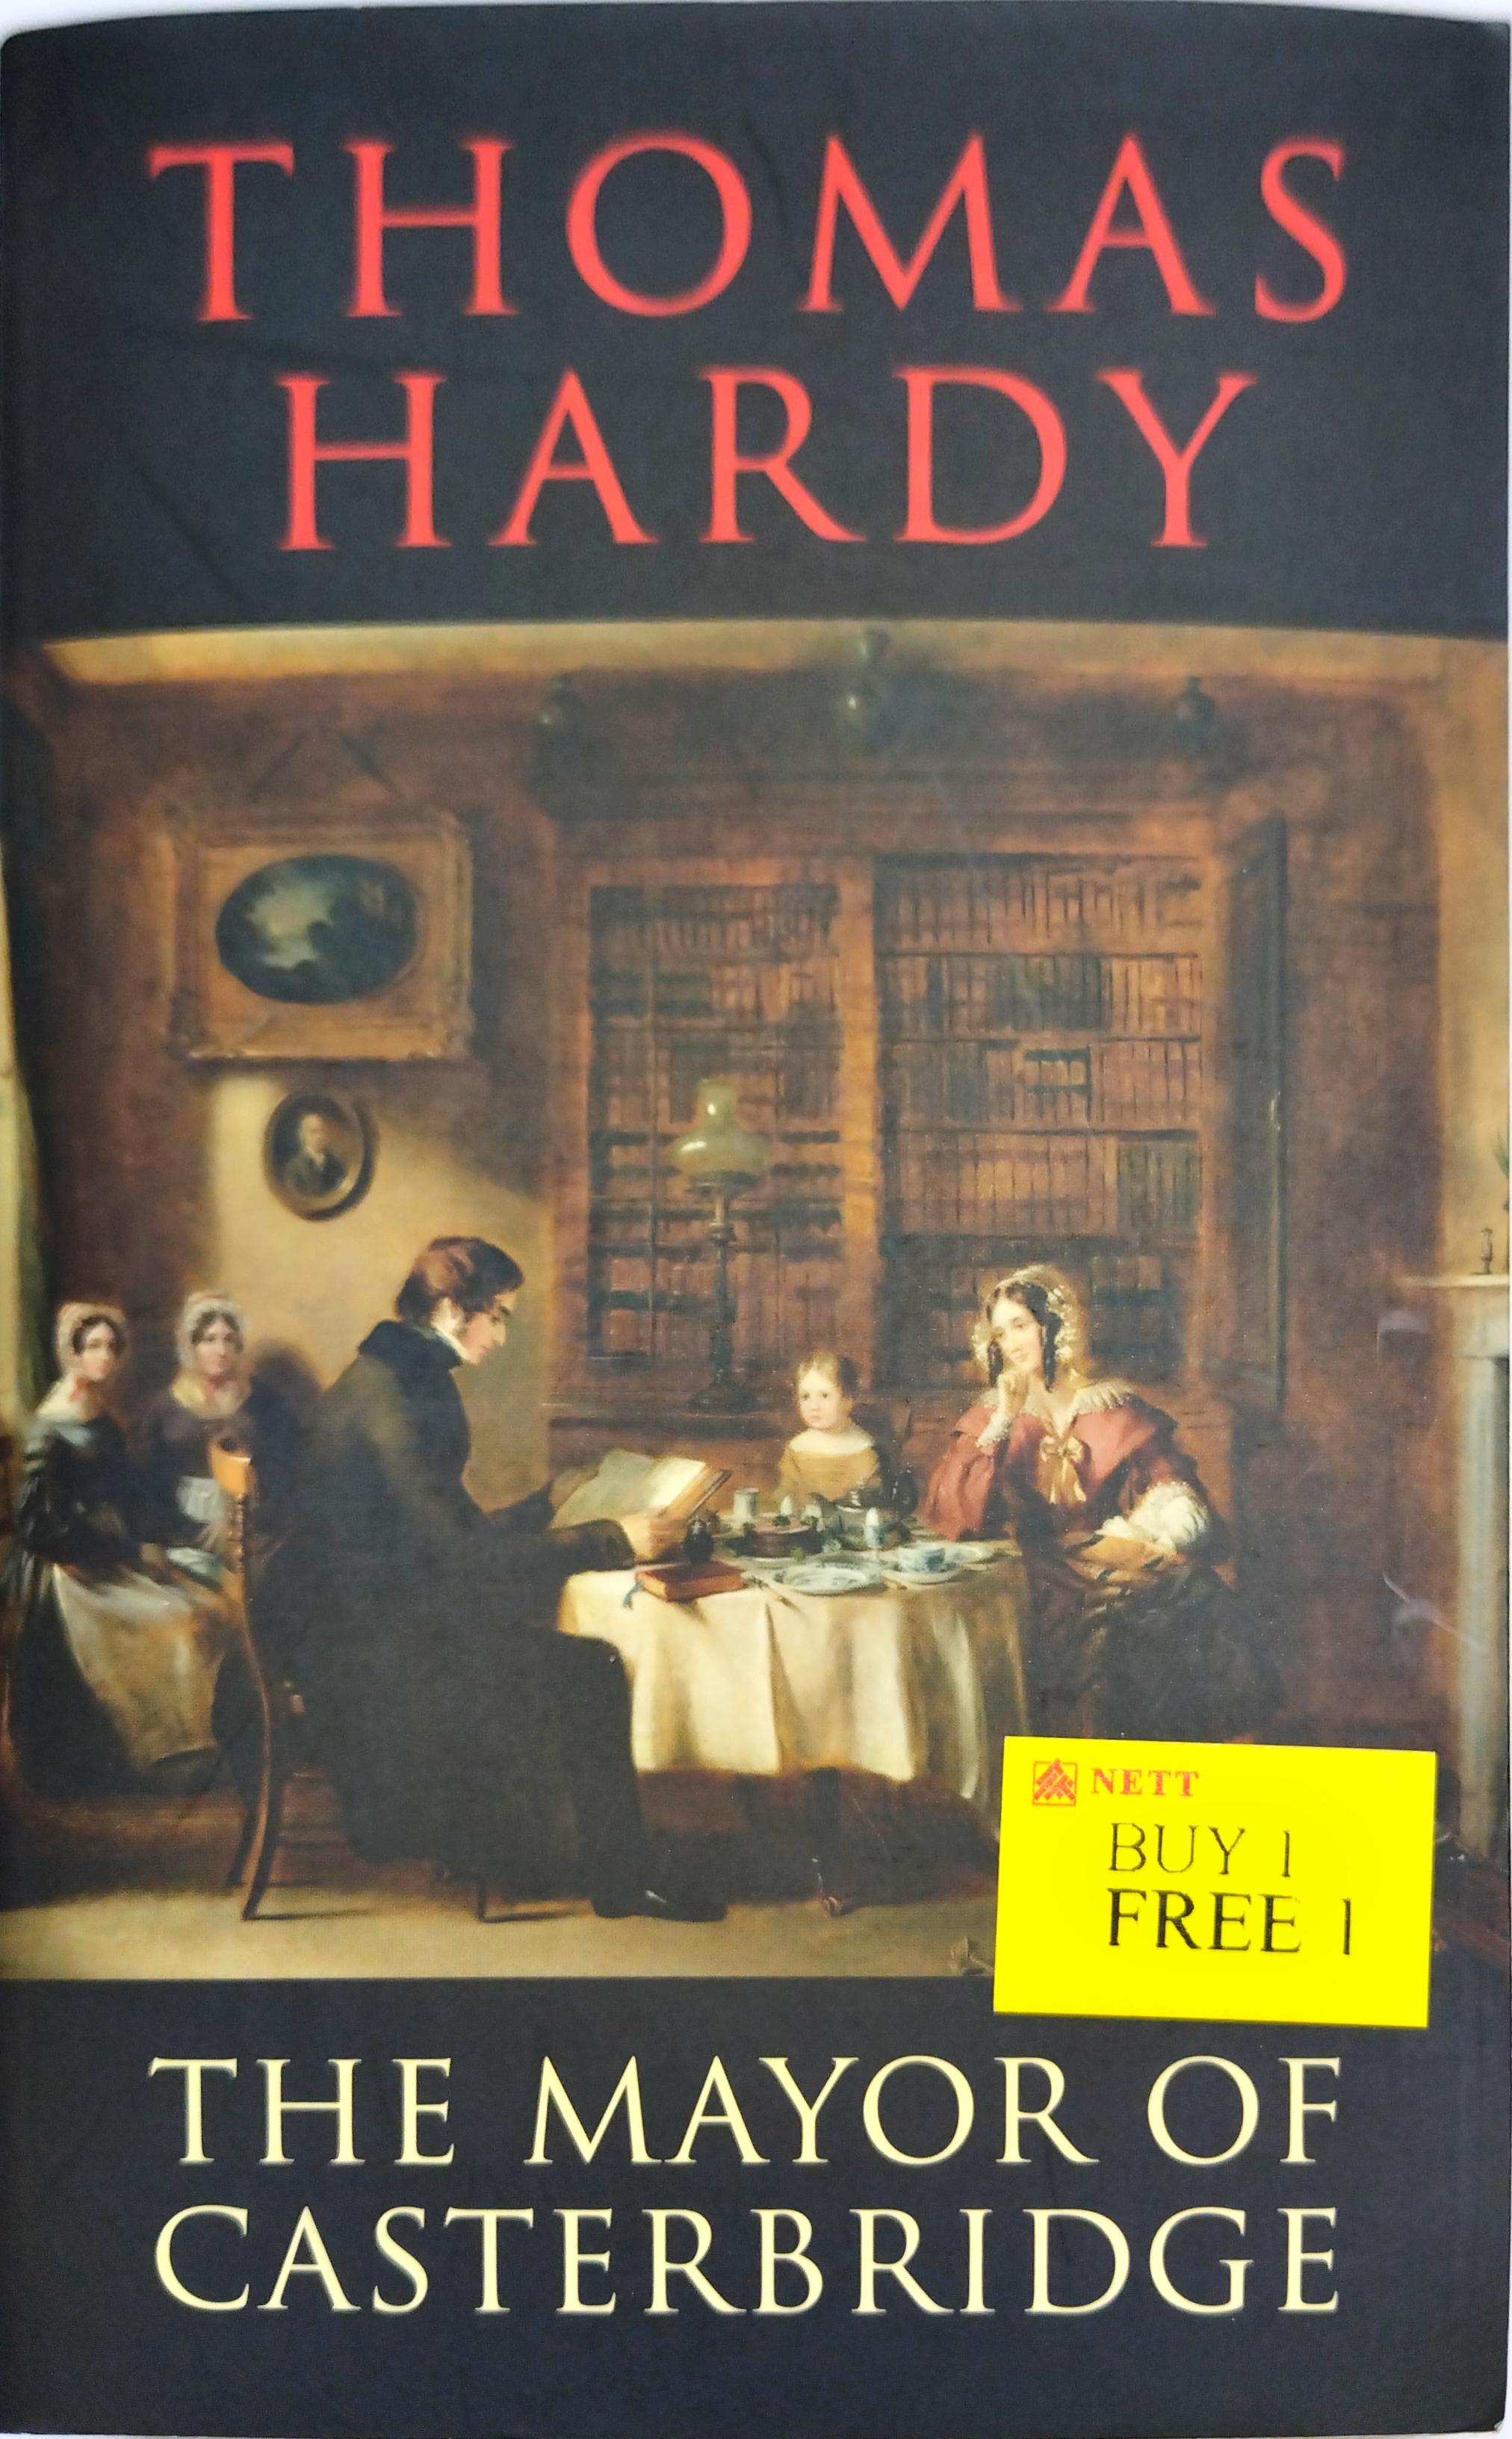 THOMAS
HARDY
NETT
BUY 1
FREE 1
THE MAYOR OF
CASTERBRIDGE